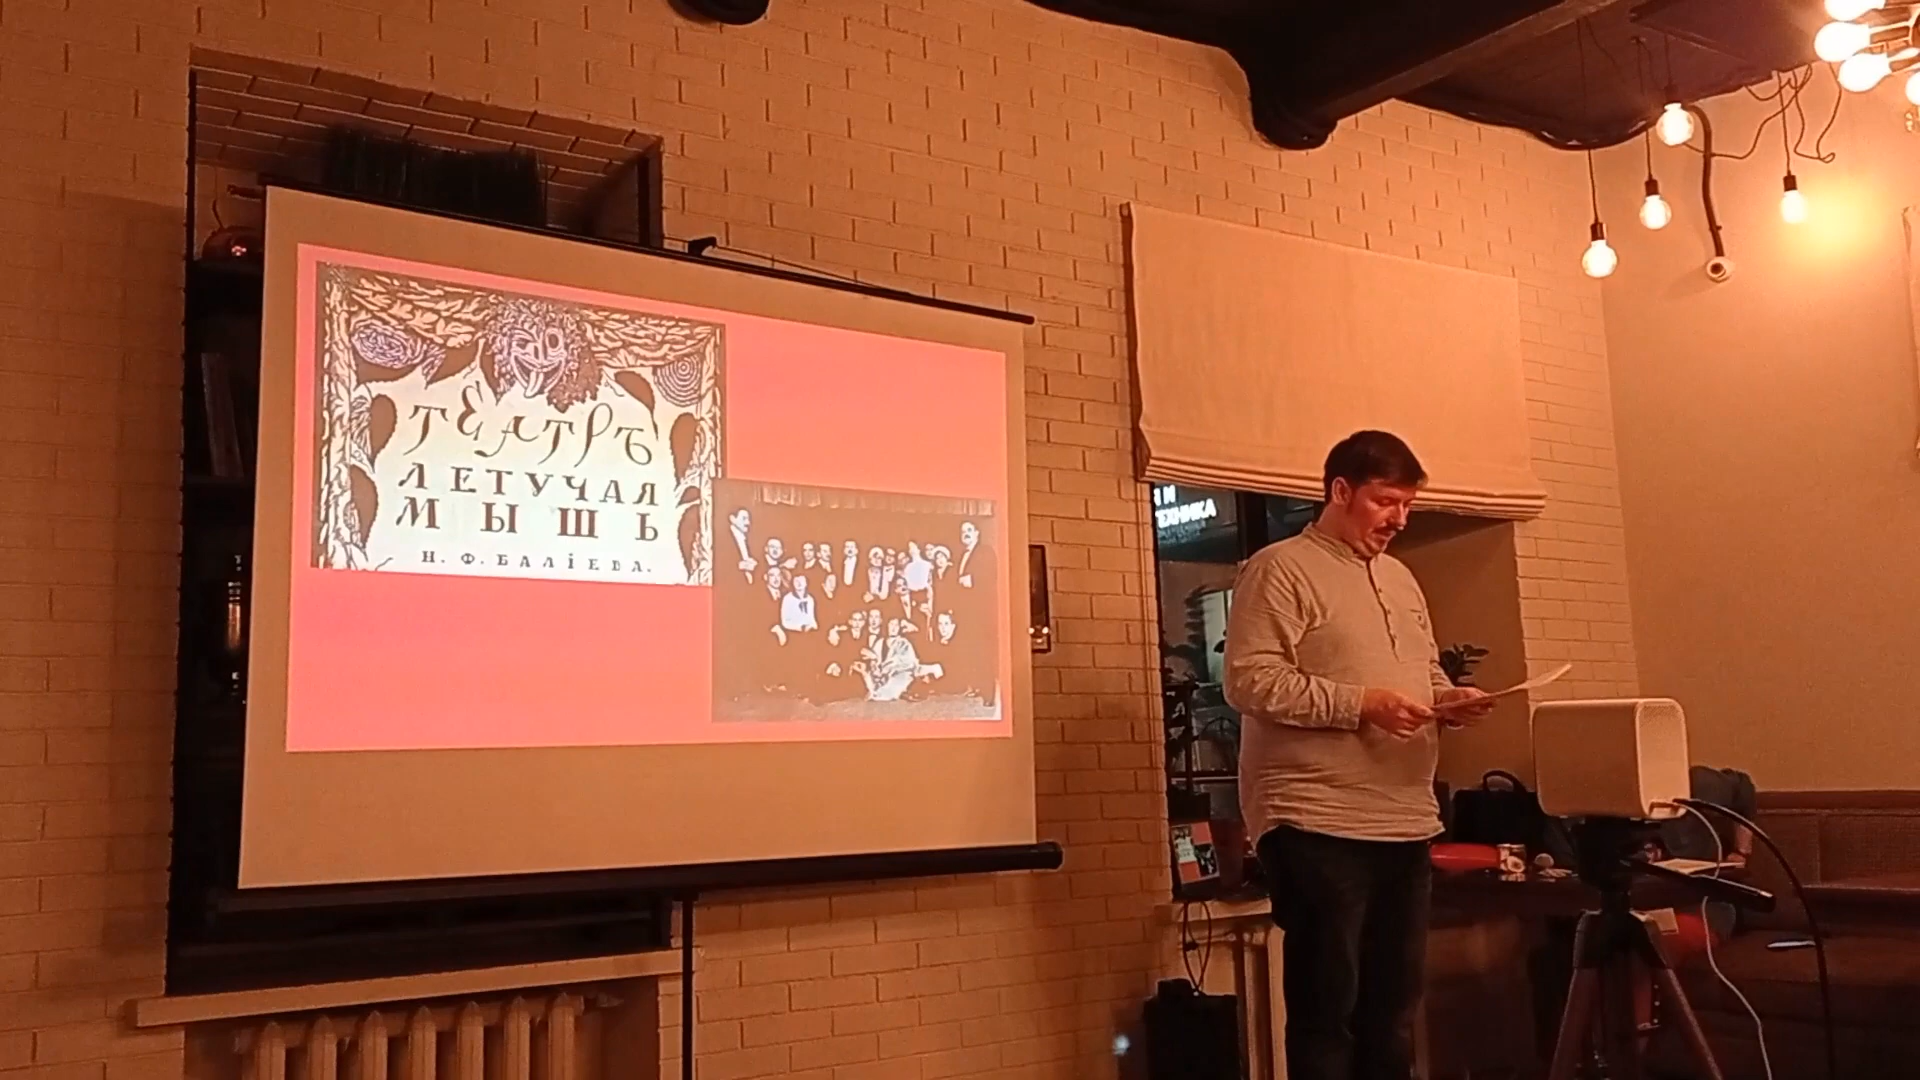 ТЕАТРЪ
ЛЕТУЧАЯ
МЫШЬ
Н. Ф. БАЛІЕВА.
И
ТЕХНИКА